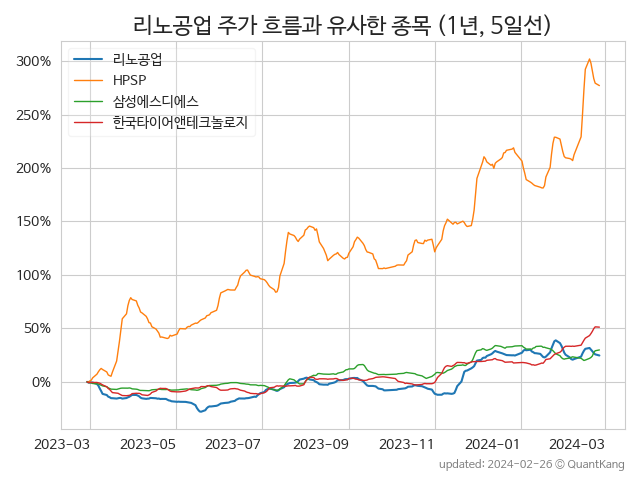 리노공업 주가 흐름과 유사한 종목 (1년, 5일선)
리노공업
HPSP
삼성에스디에스
한국타이어앤테크놀로지
300%
250%
200%
150%
100%
50%
0%
2023-03 2023-05 2023-07 2023-09 2023-11 2024-01 2024-03
updated: 2024-02-26 © QuantKang